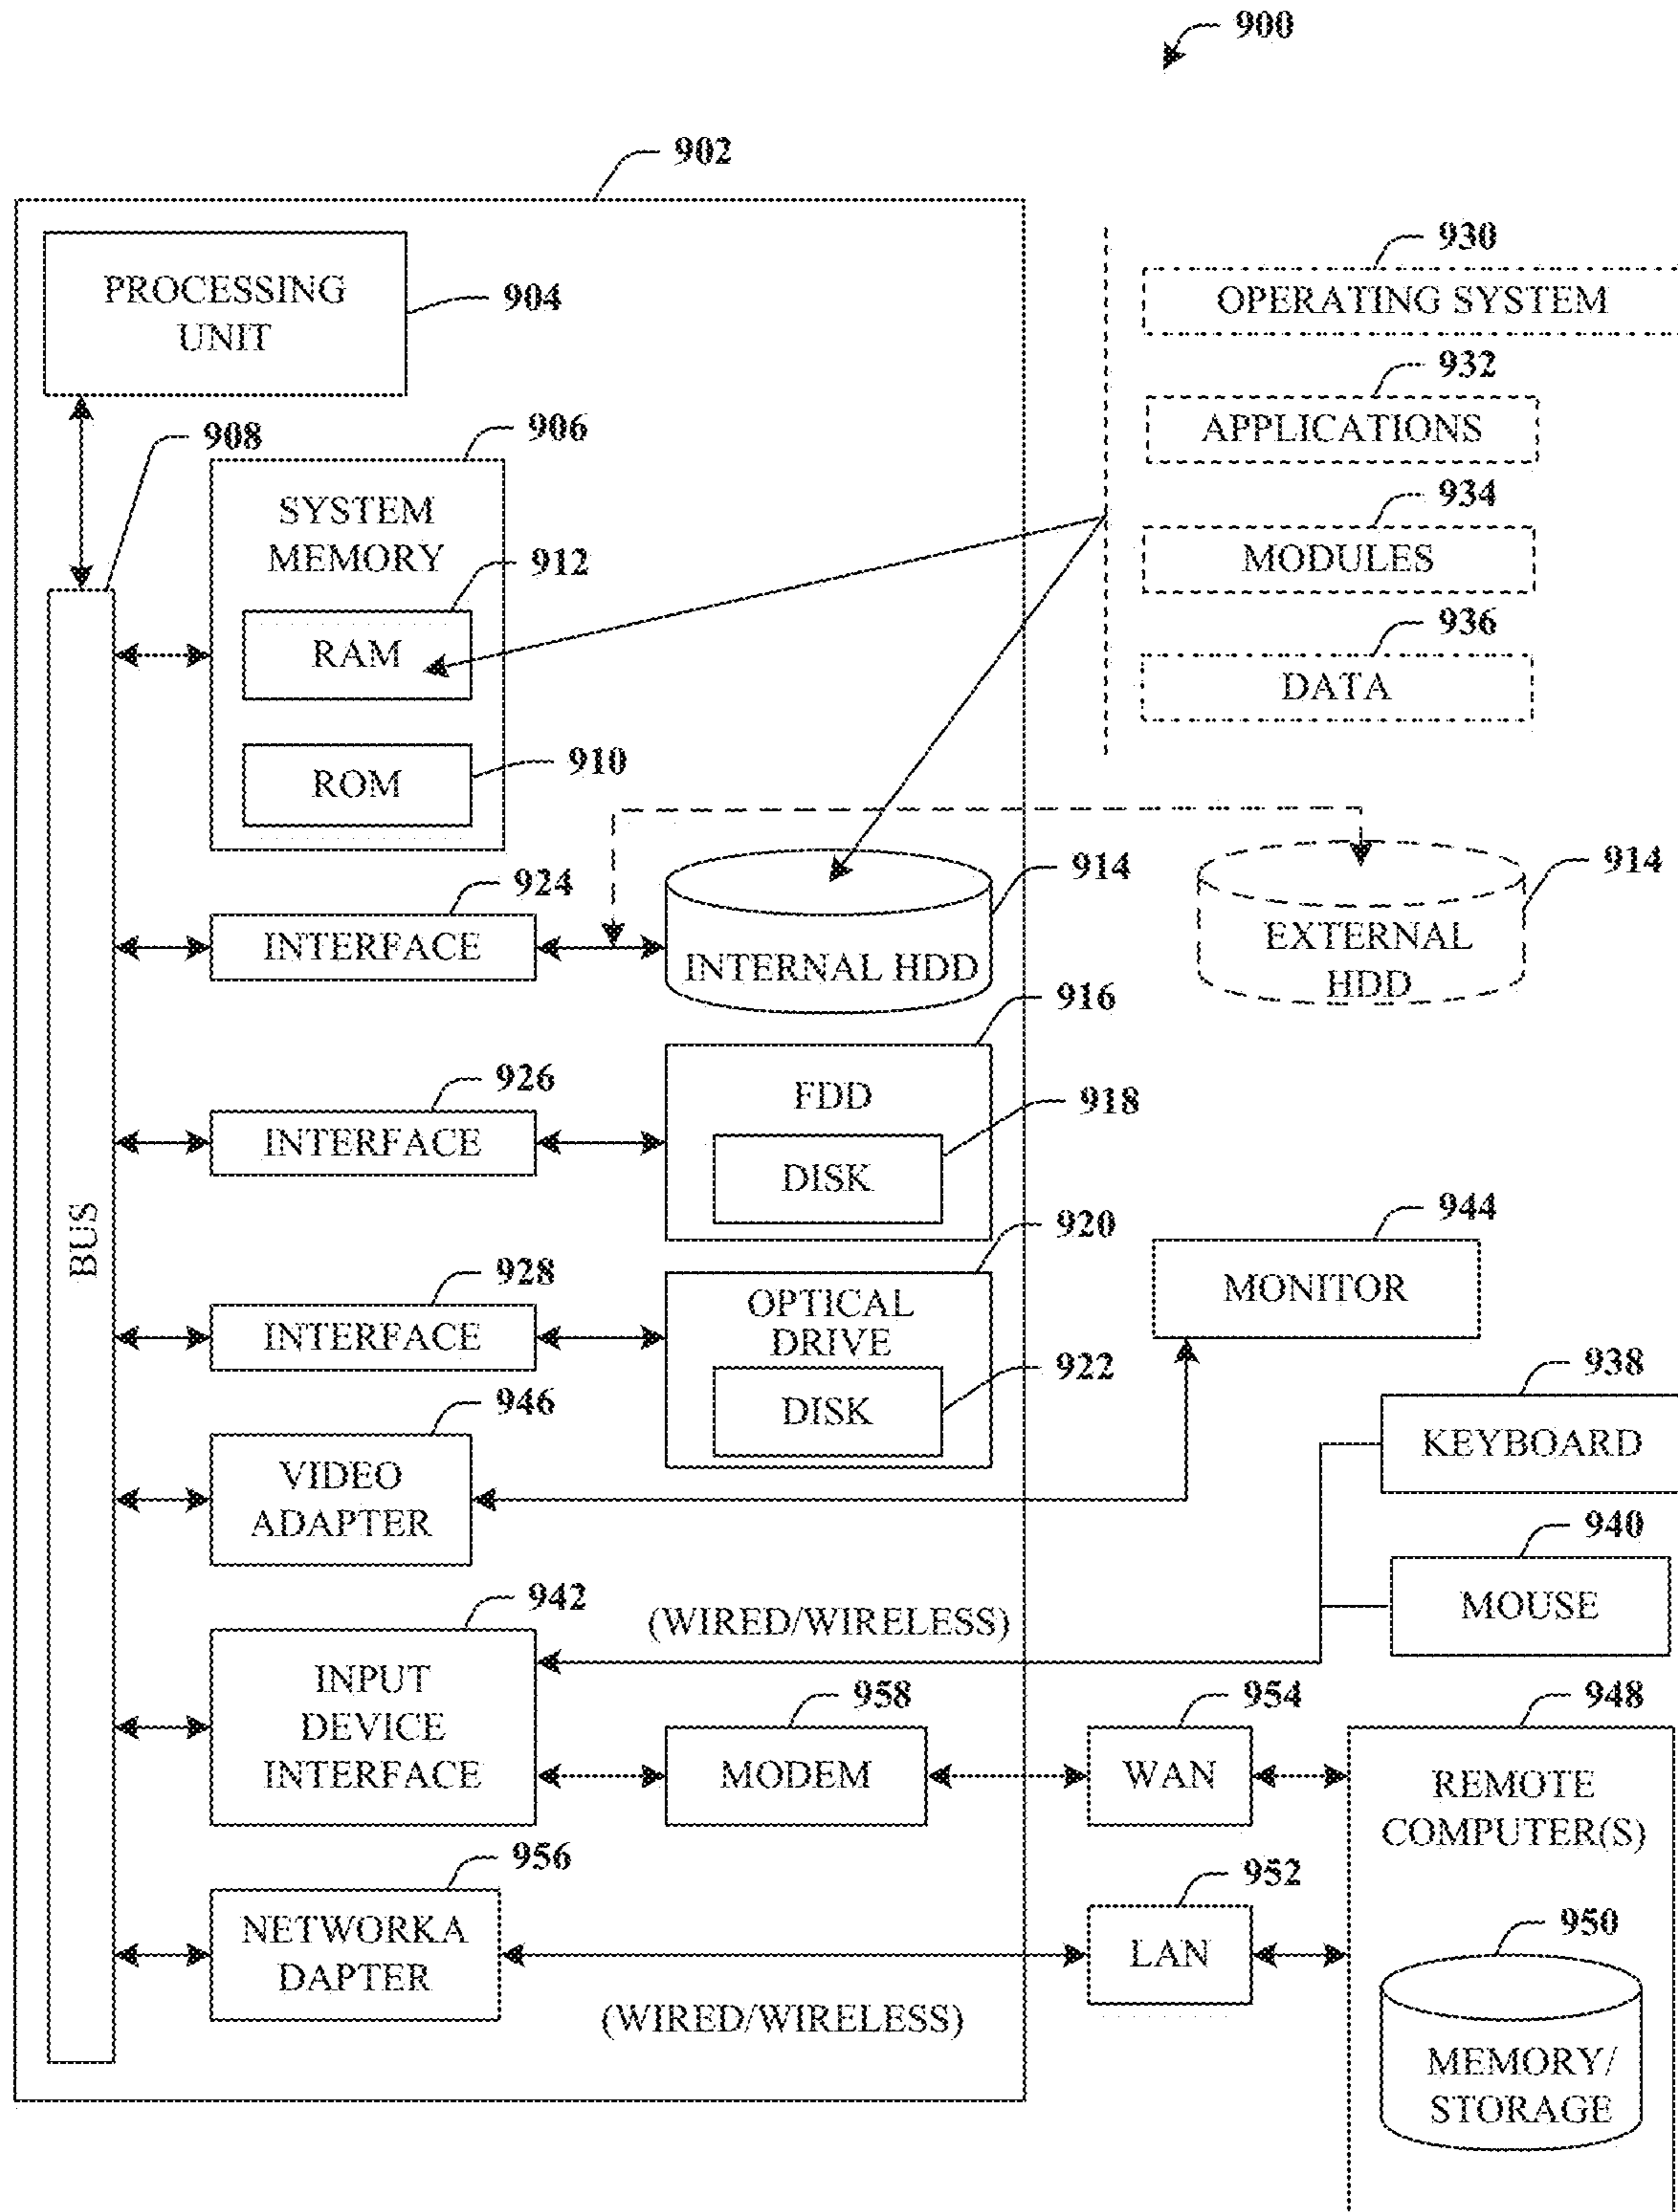 900
902
PROCESSING
UNIT
904
930
OPERATING SYSTEM
932
APPLICATIONS
934
MODULES
936
DATA
908
906
SYSTEM
MEMORY
912
RAM
910
ROM
924
INTERFACE
914
INTERNAL HDD
914
EXTERNAL
HDD
916
926
INTERFACE
FDD
918
DISK
BUS
920
928
INTERFACE
OPTICAL
DRIVE
922
DISK
944
MONITOR
938
KEYBOARD
946
VIDEO
ADAPTER
940
MOUSE
942
(WIRED/WIRELESS)
INPUT
DEVICE
INTERFACE
958
MODEM
954
WAN
948
REMOTE
COMPUTER(S)
956
NETWORKA
DAPTER
952
LAN
(WIRED/WIRELESS)
950
MEMORY/
STORAGE